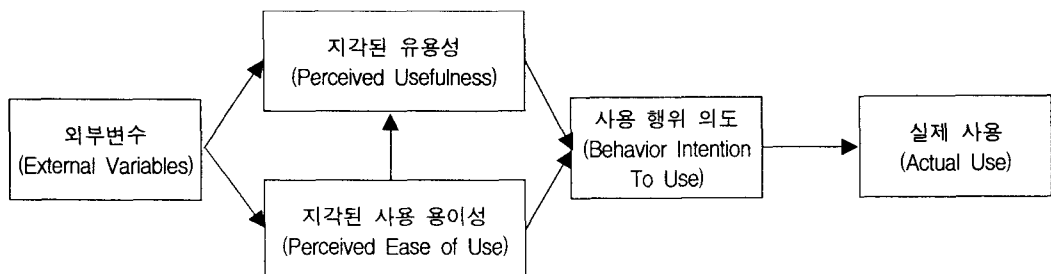 외부변수
(External Variables)
지각된 유용성
(Perceived Usefulness)
지각된 사용 용이성
(Perceived Ease of Use)
사용 행위 의도
(Behavior Intention
To Use)
실제 사용
(Actual Use)